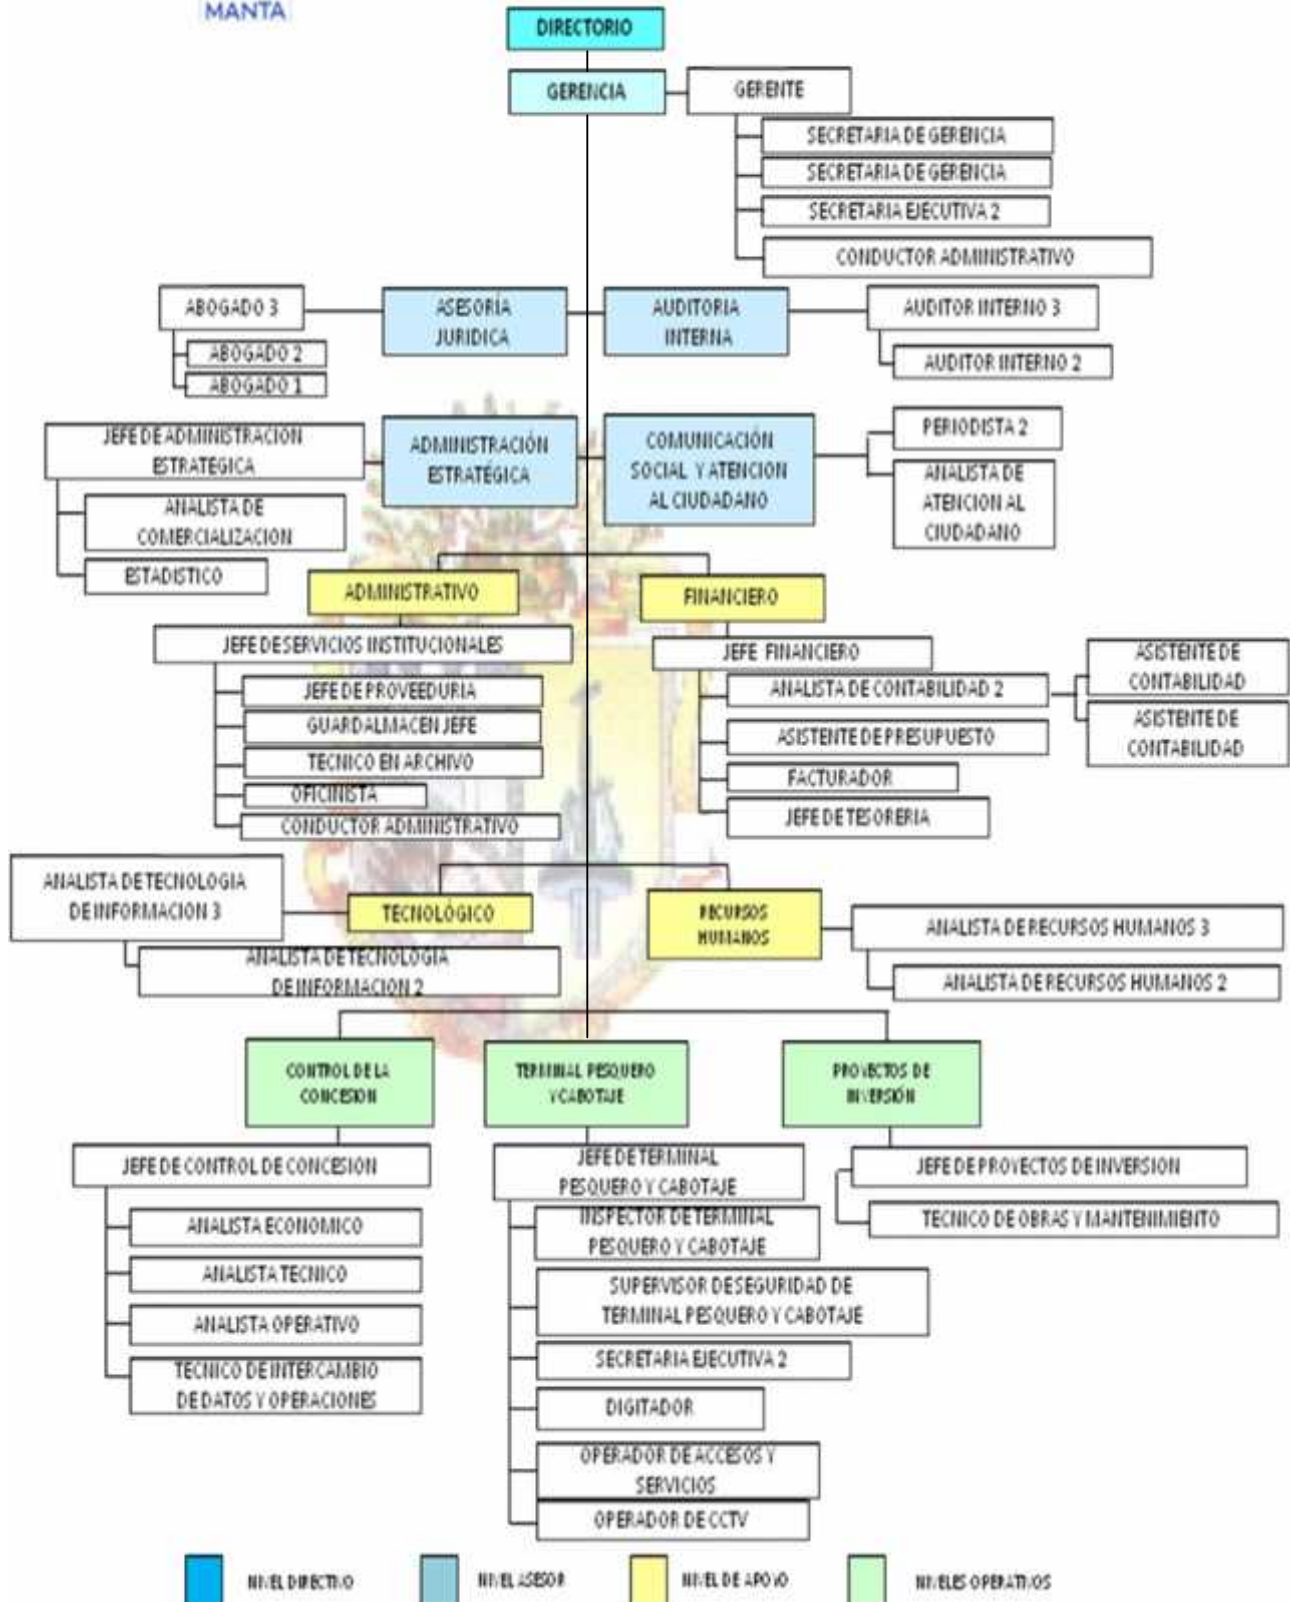 MANTA
DIRECTORIO
GERENCIA
GERENTE
SECRETARIA DE GERENCIA
SECRETARIA DE GERENCIA
SECRETARIA EJECUTIVA 2
CONDUCTOR ADMINISTRATIVO
ABOGADO 3
ABOGADO 2
ABOGADO 1
ASESORÍA
JURIDICA
AUDITORIA
INTERNA
AUDITOR INTERNO 3
AUDITOR INTERNO 2
JEFE DE ADMINISTRACION
ESTRATÉGICA
ANALISTA DE
COMERCIALIZACION
ESTADISTICO
ADMINISTRACIÓN
ESTRATÉGICA
COMUNICACIÓN
SOCIAL Y ATENCION
AL CIUDADANO
PERIODISTA 2
ANALISTA DE
ATENCION AL
CIUDADANO
ADMINISTRATIVO
FINANCIERO
JEFE DE SERVICIOS INSTITUCIONALES
JEFE DE PROVEEDURIA
GUARDALMACEN JEFE
TECNICO EN ARCHIVO
OFICINISTA
CONDUCTOR ADMINISTRATIVO
JEFE FINANCIERO
ANALISTA DE CONTABILIDAD 2
ASISTENTE DE PRESUPUESTO
FACTURADOR
JEFE DE TESORERIA
ASISTENTE DE
CONTABILIDAD
ASISTENTE DE
CONTABILIDAD
ANALISTA DE TECNOLOGIA
DE INFORMACION 3
ANALISTA DE TECNOLOGIA
DE INFORMACION 2
TECNOLÓGICO
RECURSOS
HUMANOS
ANALISTA DE RECURSOS HUMANOS 3
ANALISTA DE RECURSOS HUMANOS 2
CONTROL DE LA
CONCESION
TERMINAL PESQUERO
Y CABOTAJE
PROYECTOS DE
INVERSIÓN
JEFE DE CONTROL DE CONCESION
ANALISTA ECONOMICO
ANALISTA TECNICO
ANALISTA OPERATIVO
TECNICO DE INTERCAMBIO
DE DATOS Y OPERACIONES
JEFE DE TERMINAL
PESQUERO Y CABOTAJE
INSPECTOR DE TERMINAL
PESQUERO Y CABOTAJE
SUPERVISOR DE SEGURIDAD DE
TERMINAL PESQUERO Y CABOTAJE
SECRETARIA EJECUTIVA 2
DIGITADOR
OPERADOR DE ACCESOS Y
SERVICIOS
OPERADOR DE CCTV
JEFE DE PROYECTOS DE INVERSION
TECNICO DE OBRAS Y MANTENIMIENTO
NIVEL DIRECTIVO
NIVEL ASESOR
NIVEL DE APOYO
NIVELES OPERATIVOS